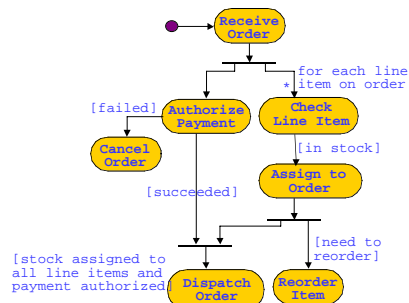 Receive
Order
for each line
item on order
*
[failed]
Authorize
Payment
Check
Line Item
Cancel
Order
[in stock]
Assign to
Order
[succeeded]
[need to
reorder]
[stock assigned to
all line items and
payment authorized]
Dispatch
Order
Reorder
Item